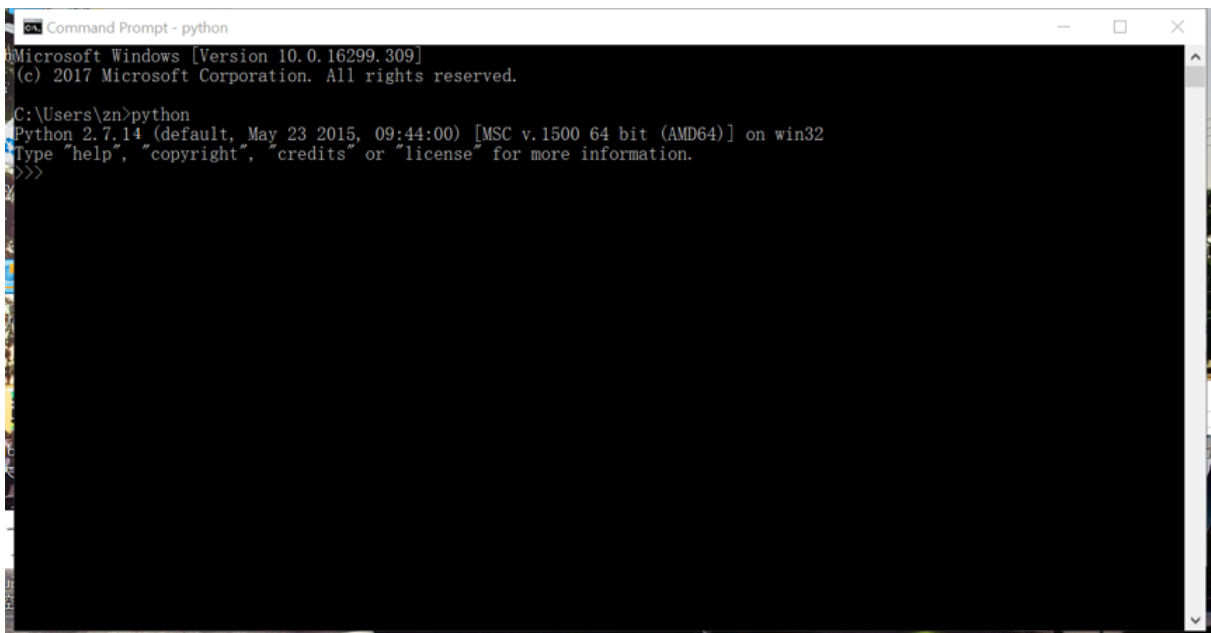 Command Prompt - python
Microsoft Windows [Version 10.0.16299.309]
(c) 2017 Microsoft Corporation. All rights reserved.
C:\Users\zn>python
Python 2.7.14 (default, May 23 2015, 09:44:00) [MSC v.1500 64 bit (AMD64)] on win32
Type "help", "copyright", "credits" or "license" for more information.
>>>